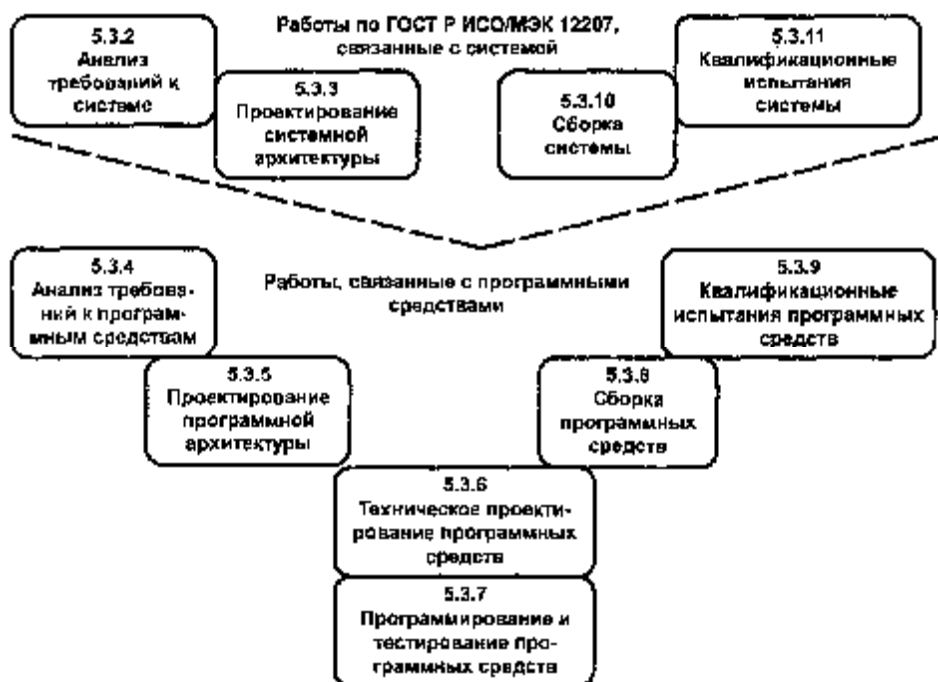 Работы по ГОСТ Р ИСО/МЭК 12207,
связанные с системой
5.3.2
Анализ
требований к
системе
5.3.3
Проектирование
системной
архитектуры
5.3.10
Сборка
системы
5.3.11
Квалификационные
испытания
системы
Работы, связанные с программными
средствами
5.3.4
Анализ требова-
ний к програм-
мным средствам
5.3.5
Проектирование
программной
архитектуры
5.3.6
Техническое проекти-
рование программных
средств
5.3.7
Программирование и
тестирование про-
граммных средств
5.3.8
Сборка
программных
средств
5.3.9
Квалификационные
испытания программных
средств